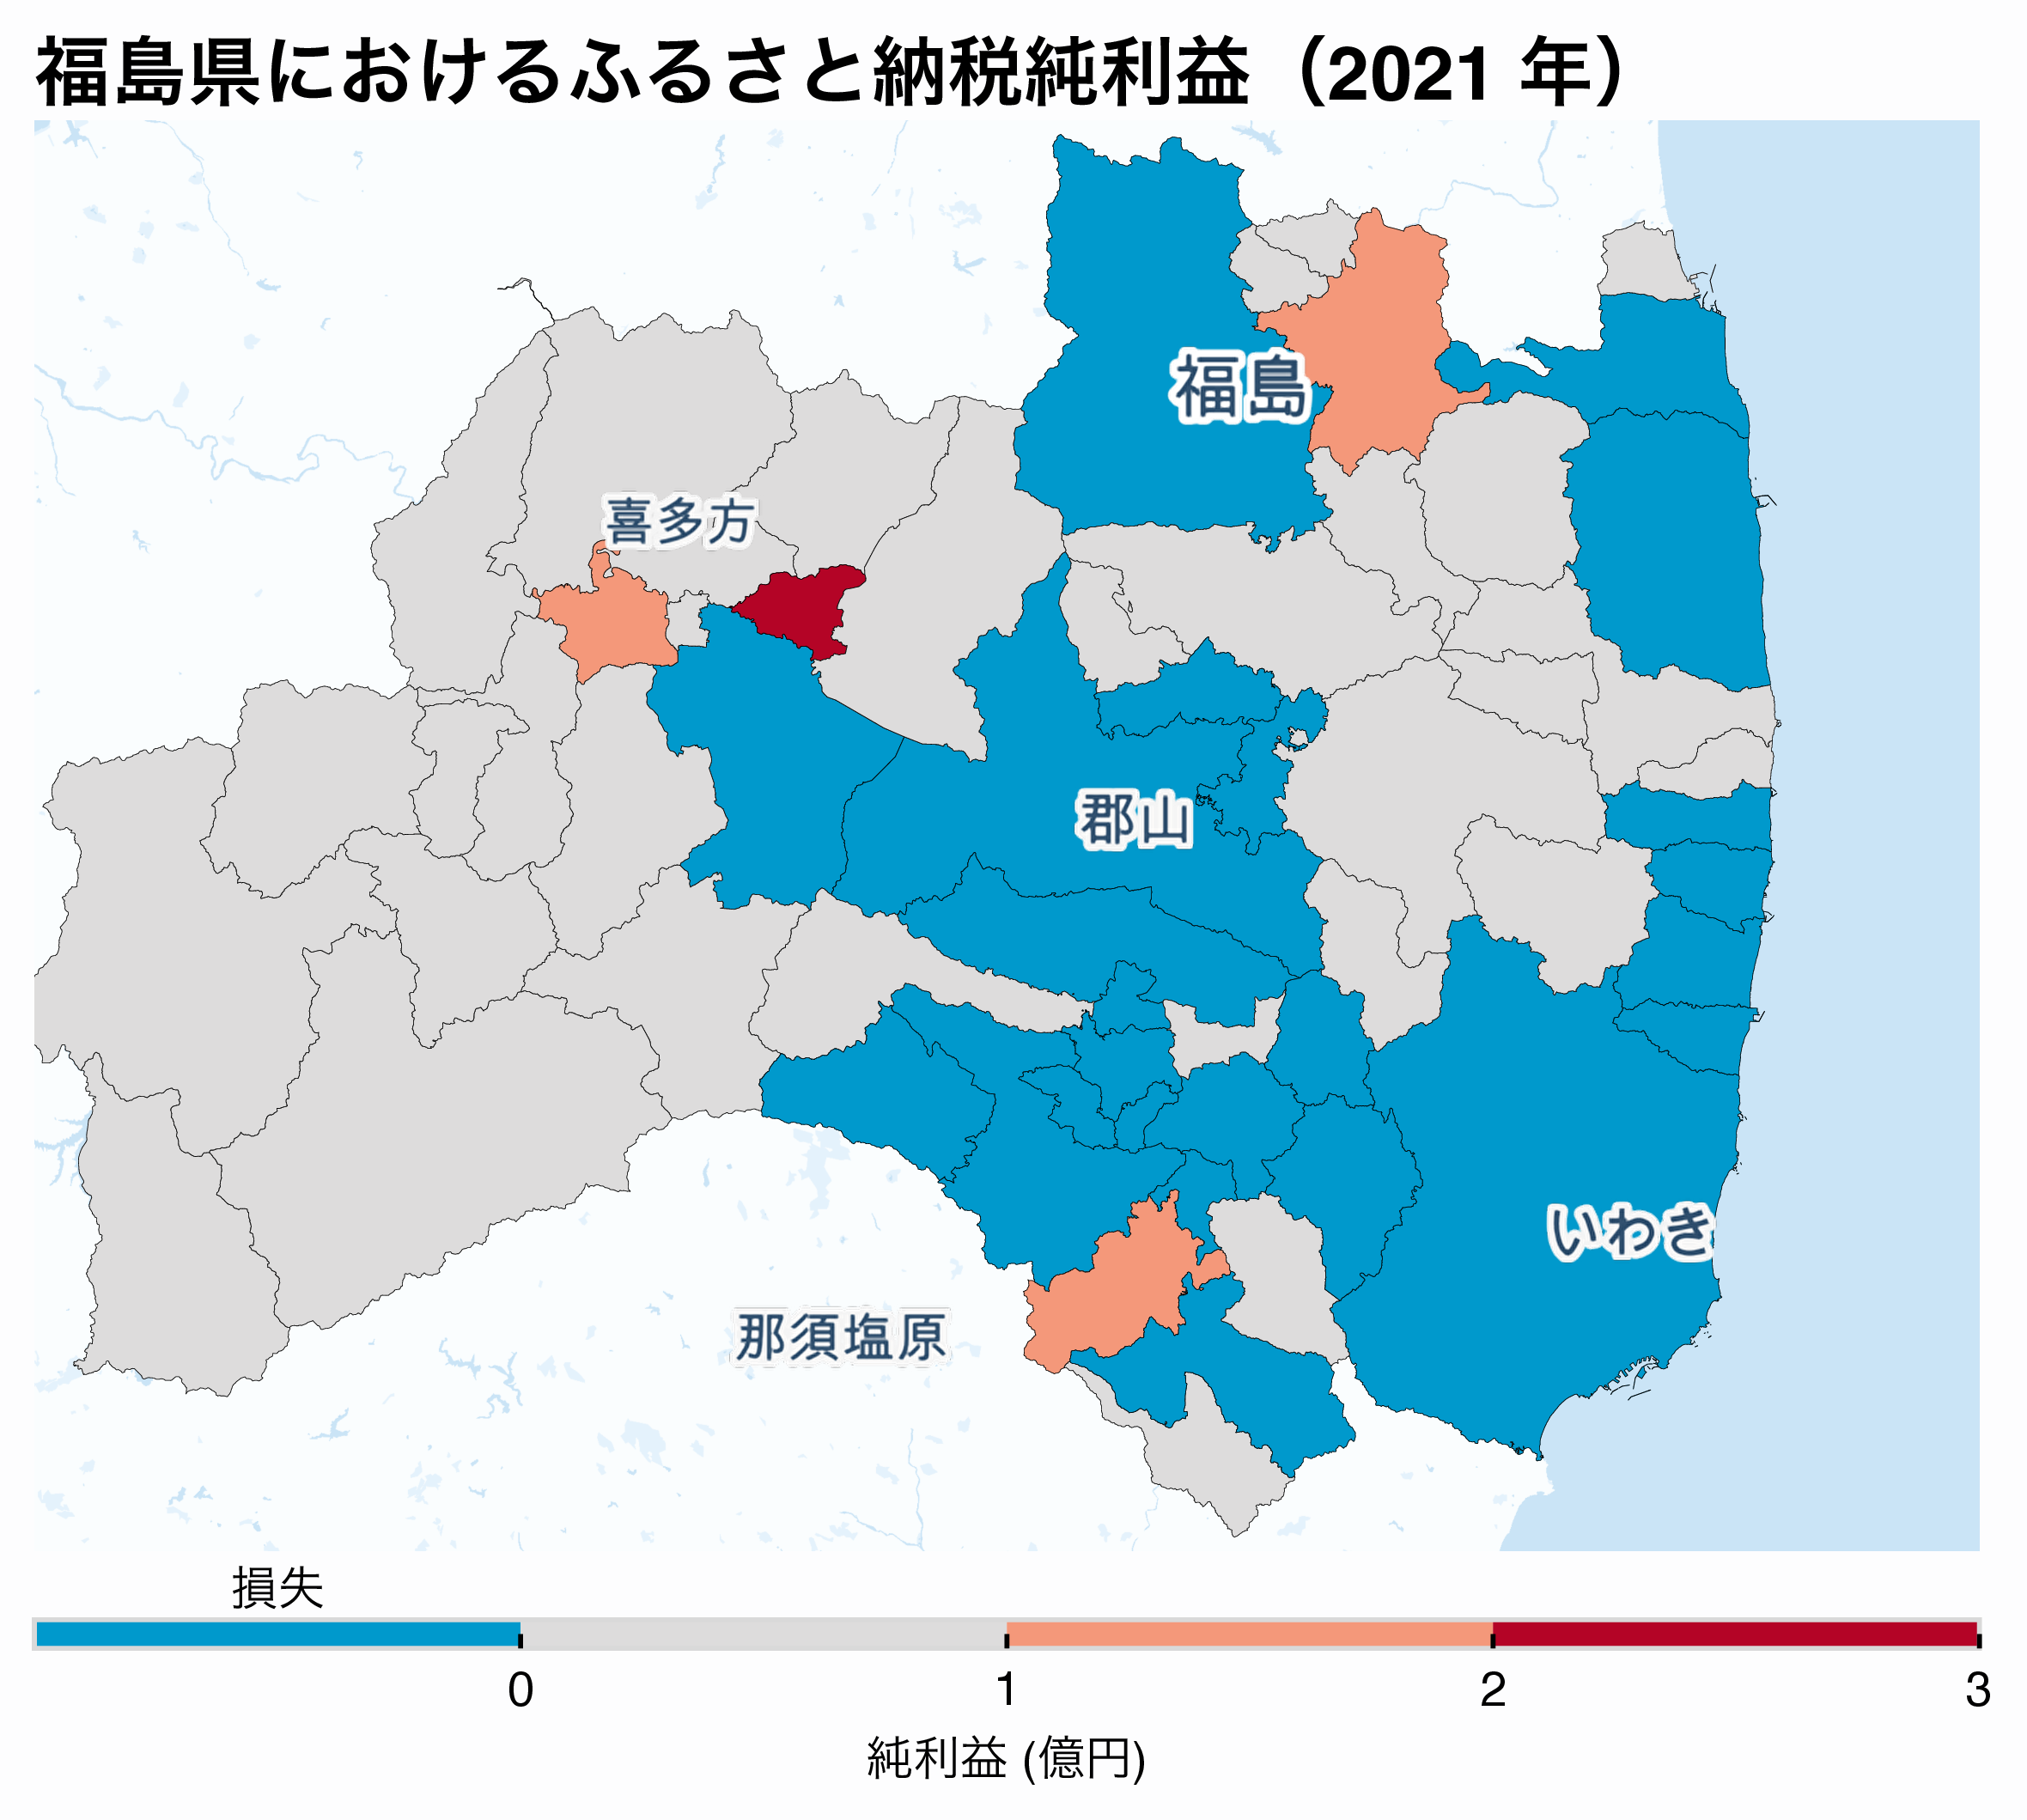 福島県におけるふるさと納税純利益（2021 年）
福島
喜多方
郡山
いわき
那須塩原
損失
0 1 2 3
純利益 (億円)